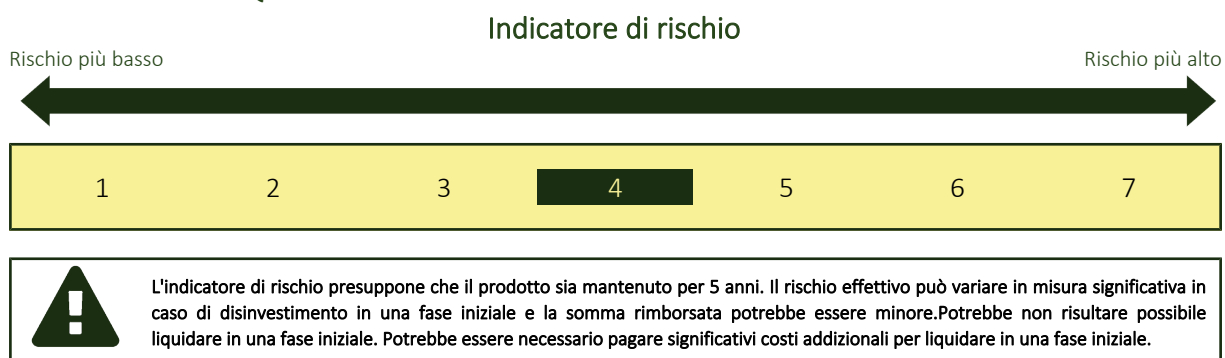 Indicatore di rischio
Rischio più basso
Rischio più alto
1 2 3 4 5 6 7
L'indicatore di rischio presuppone che il prodotto sia mantenuto per 5 anni. Il rischio effettivo può variare in misura significativa in
caso di disinvestimento in una fase iniziale e la somma rimborsata potrebbe essere minore.Potrebbe non risultare possibile
liquidare in una fase iniziale. Potrebbe essere necessario pagare significativi costi addizionali per liquidare in una fase iniziale.